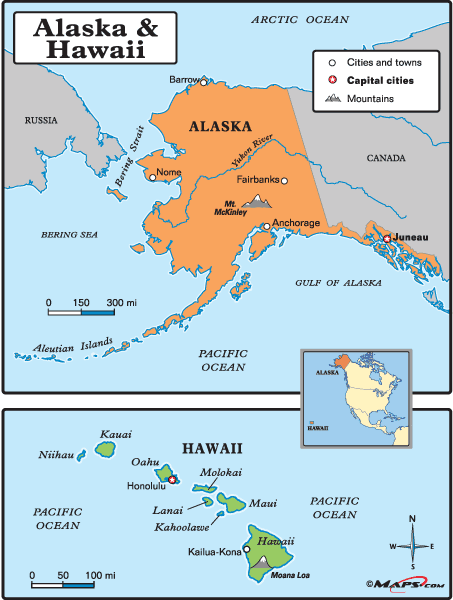 Alaska &
Hawaii
ARCTIC OCEAN
Cities and towns
Capital cities
Mountains
Barrow
RUSSIA
ALASKA
Bering Strait
Yukon River
CANADA
Nome
Fairbanks
Mt.
McKinley
Anchorage
BERING SEA
Juneau
GULF OF ALASKA
0 150 300 mi
Aleutian Islands
PACIFIC
OCEAN
ALASKA
HAWAII
HAWAII
Kauai
Niihau
Oahu
Honolulu
Molokai
Lanai
Maui
Kahoolawe
PACIFIC
OCEAN
PACIFIC
OCEAN
Hawaii
Kailua-Kona
Moana Loa
N
W E
S
0 50 100 mi
©MAPS.COM